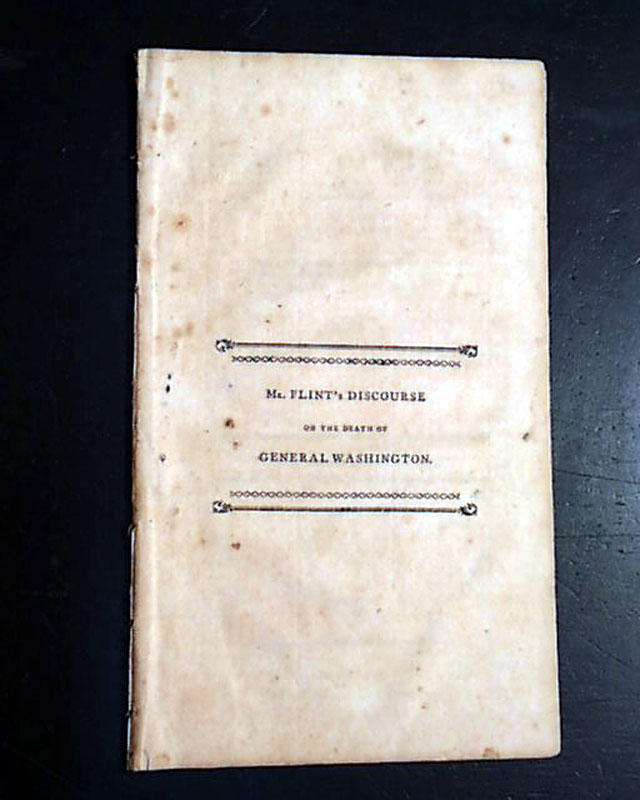 Mr. FLINT's DISCOURSE
ON THE DEATH OF
GENERAL WASHINGTON.